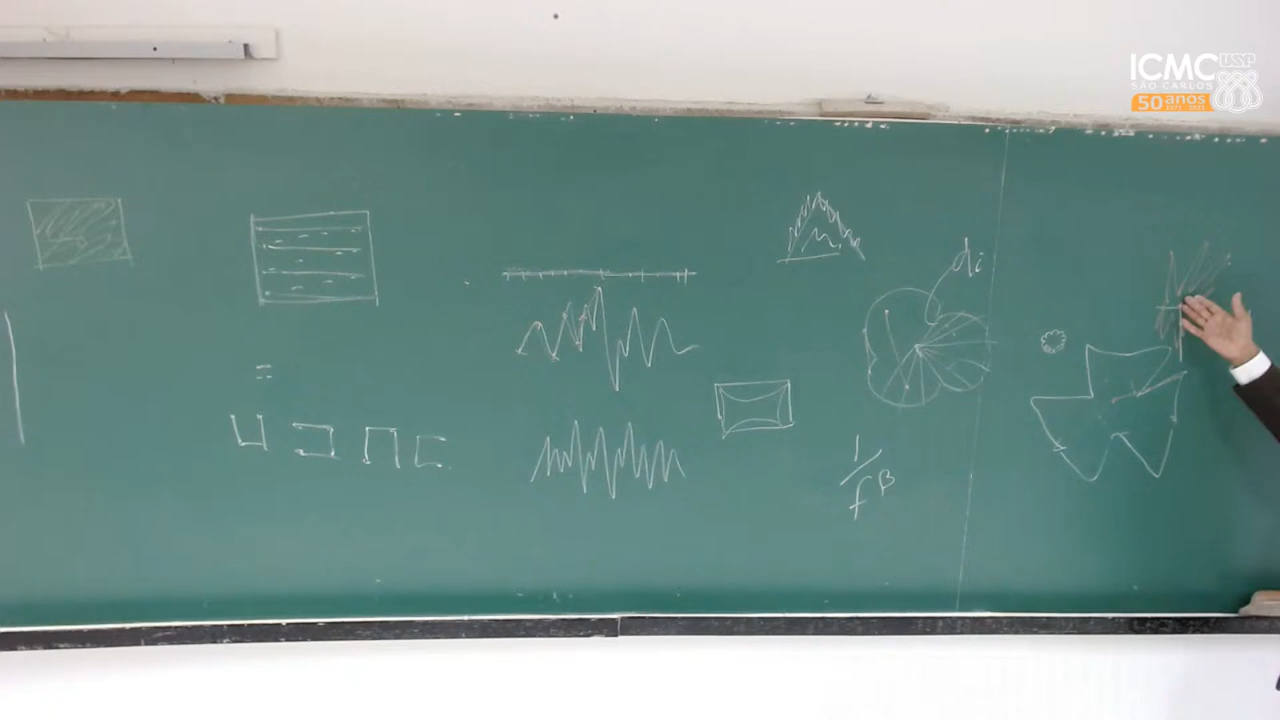 ICMC USP
SÃO CARLOS
50 anos
di
1/fᵝ